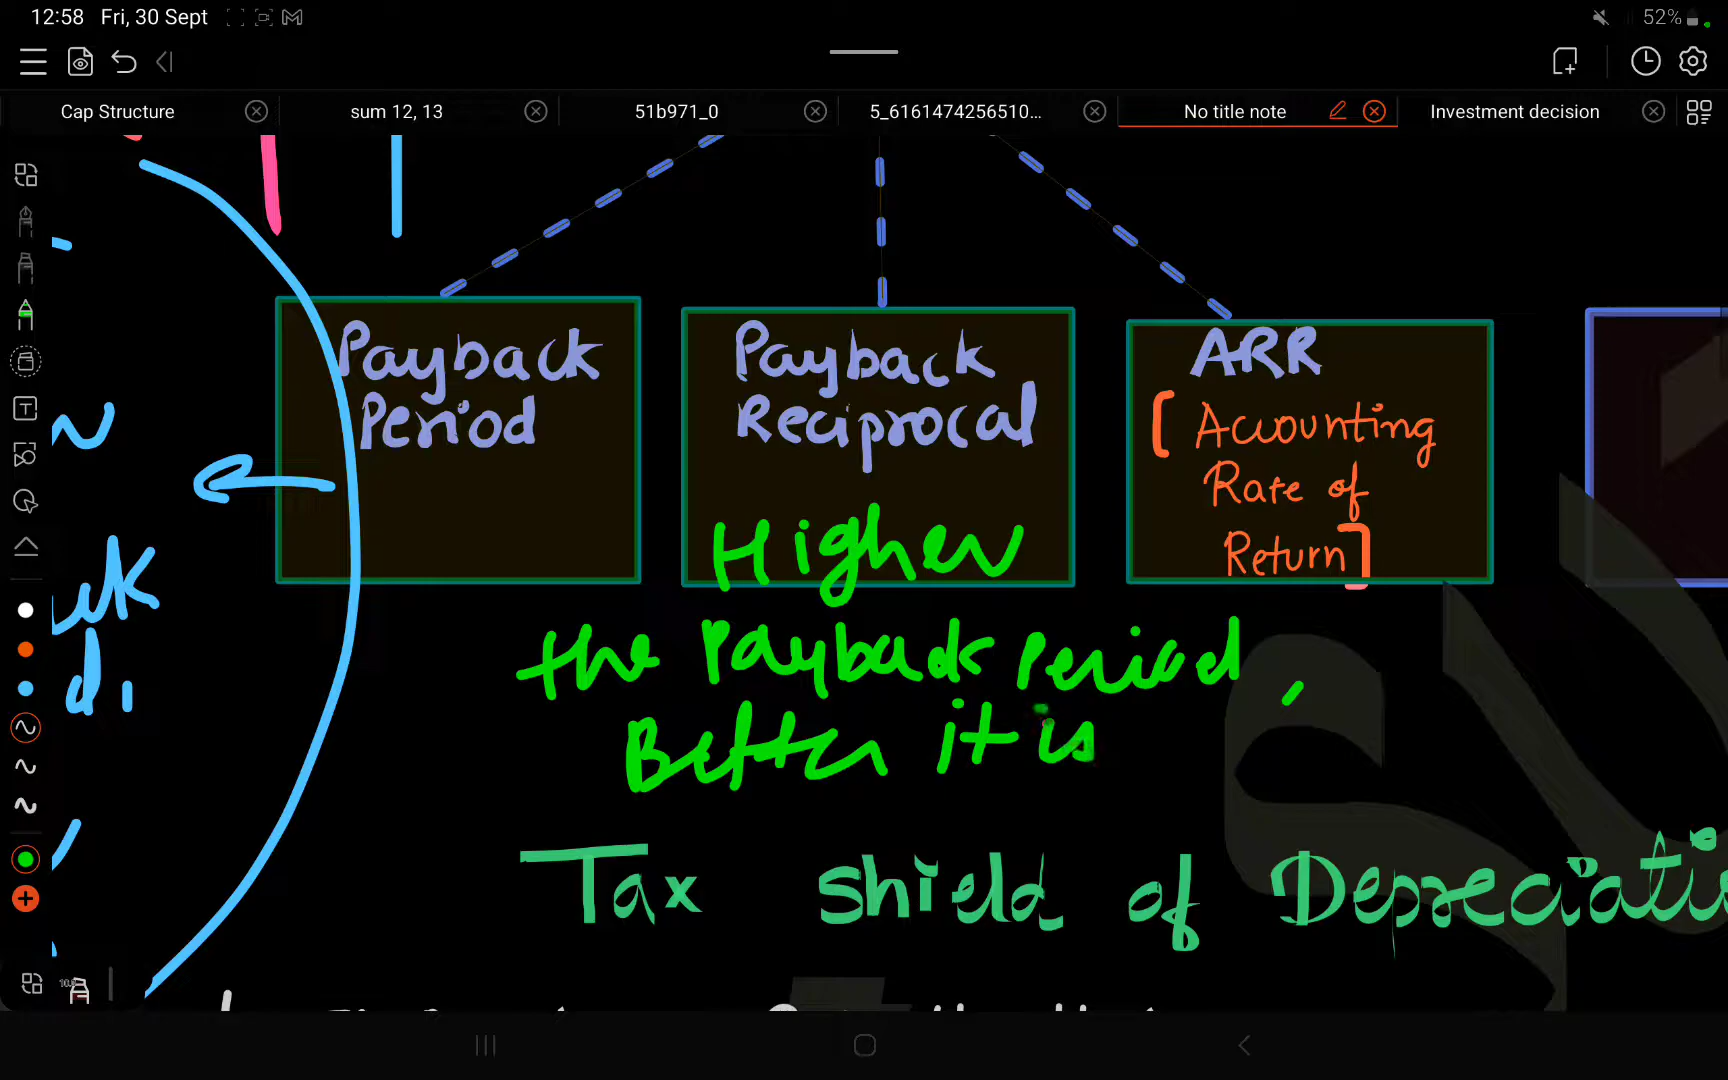 12:58 Fri, 30 Sept
52%
Cap Structure
sum 12, 13
51b971_0
5_6161474256510...
No title note
Investment decision
Payback
Period
Payback
Reciprocal
ARR
[ Accounting
Rate of
Return]
Higher
the Payback Period,
Better it is
Tax Shield of Depreciatio